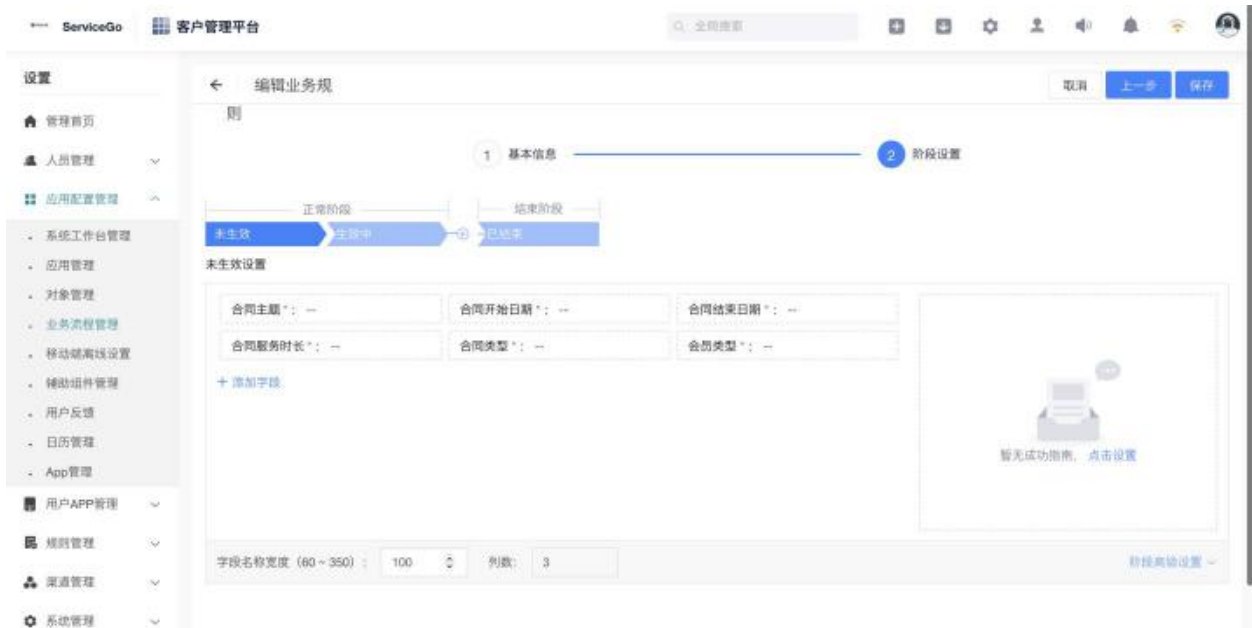 ServiceGo
客户管理平台
全局搜索
设置
管理首页
人员管理
应用配置管理
系统工作台管理
应用管理
对象管理
业务流程管理
移动端离线设置
辅助组件管理
用户反馈
日历管理
App管理
用户APP管理
规则管理
渠道管理
系统管理
编辑业务规
则
取消
上一步
保存
1 基本信息
2 阶段设置
正常阶段
结束阶段
未生效
生效中
已结束
未生效设置
合同主题*： --
合同开始日期*： --
合同结束日期*： --
合同服务时长*： --
合同类型*： --
会员类型*： --
+ 添加字段
暂无成功指南，点击设置
字段名称宽度（60 ~ 350）： 100
列数： 3
阶段高级设置